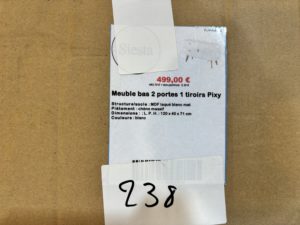 Siesta
499,00 €
Meuble bas 2 portes 1 tiroirs Pixy
Structure/socle : MDF laqué blanc mat
Piètement : chêne massif
Dimensions : L. P. H. : 120 x 40 x 71 cm
Couleurs : blanc
238